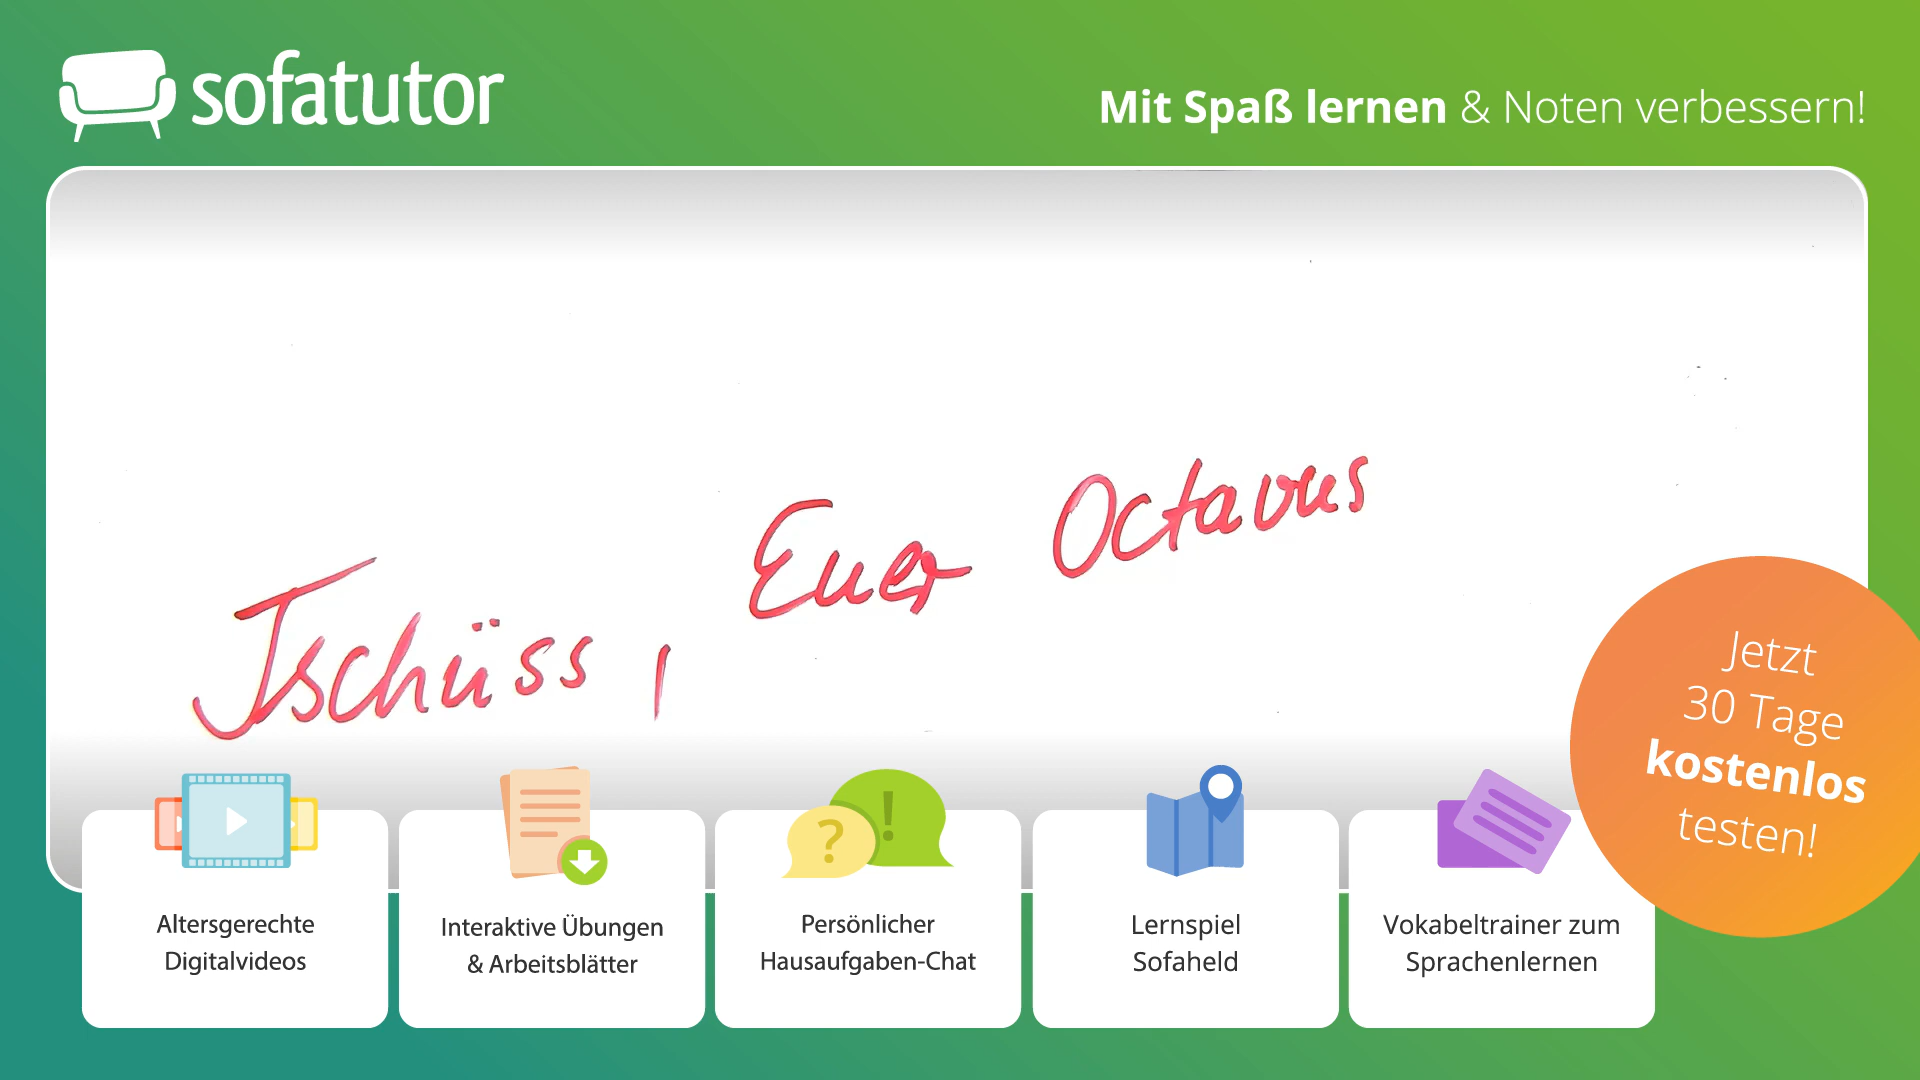 sofatutor
Mit Spaß lernen & Noten verbessern!
Tschüss, Euer Octavus
Jetzt
30 Tage
kostenlos
testen!
Altersgerechte
Digitalvideos
Interaktive Übungen
& Arbeitsblätter
Persönlicher
Hausaufgaben-Chat
Lernspiel
Sofaheld
Vokabeltrainer zum
Sprachenlernen